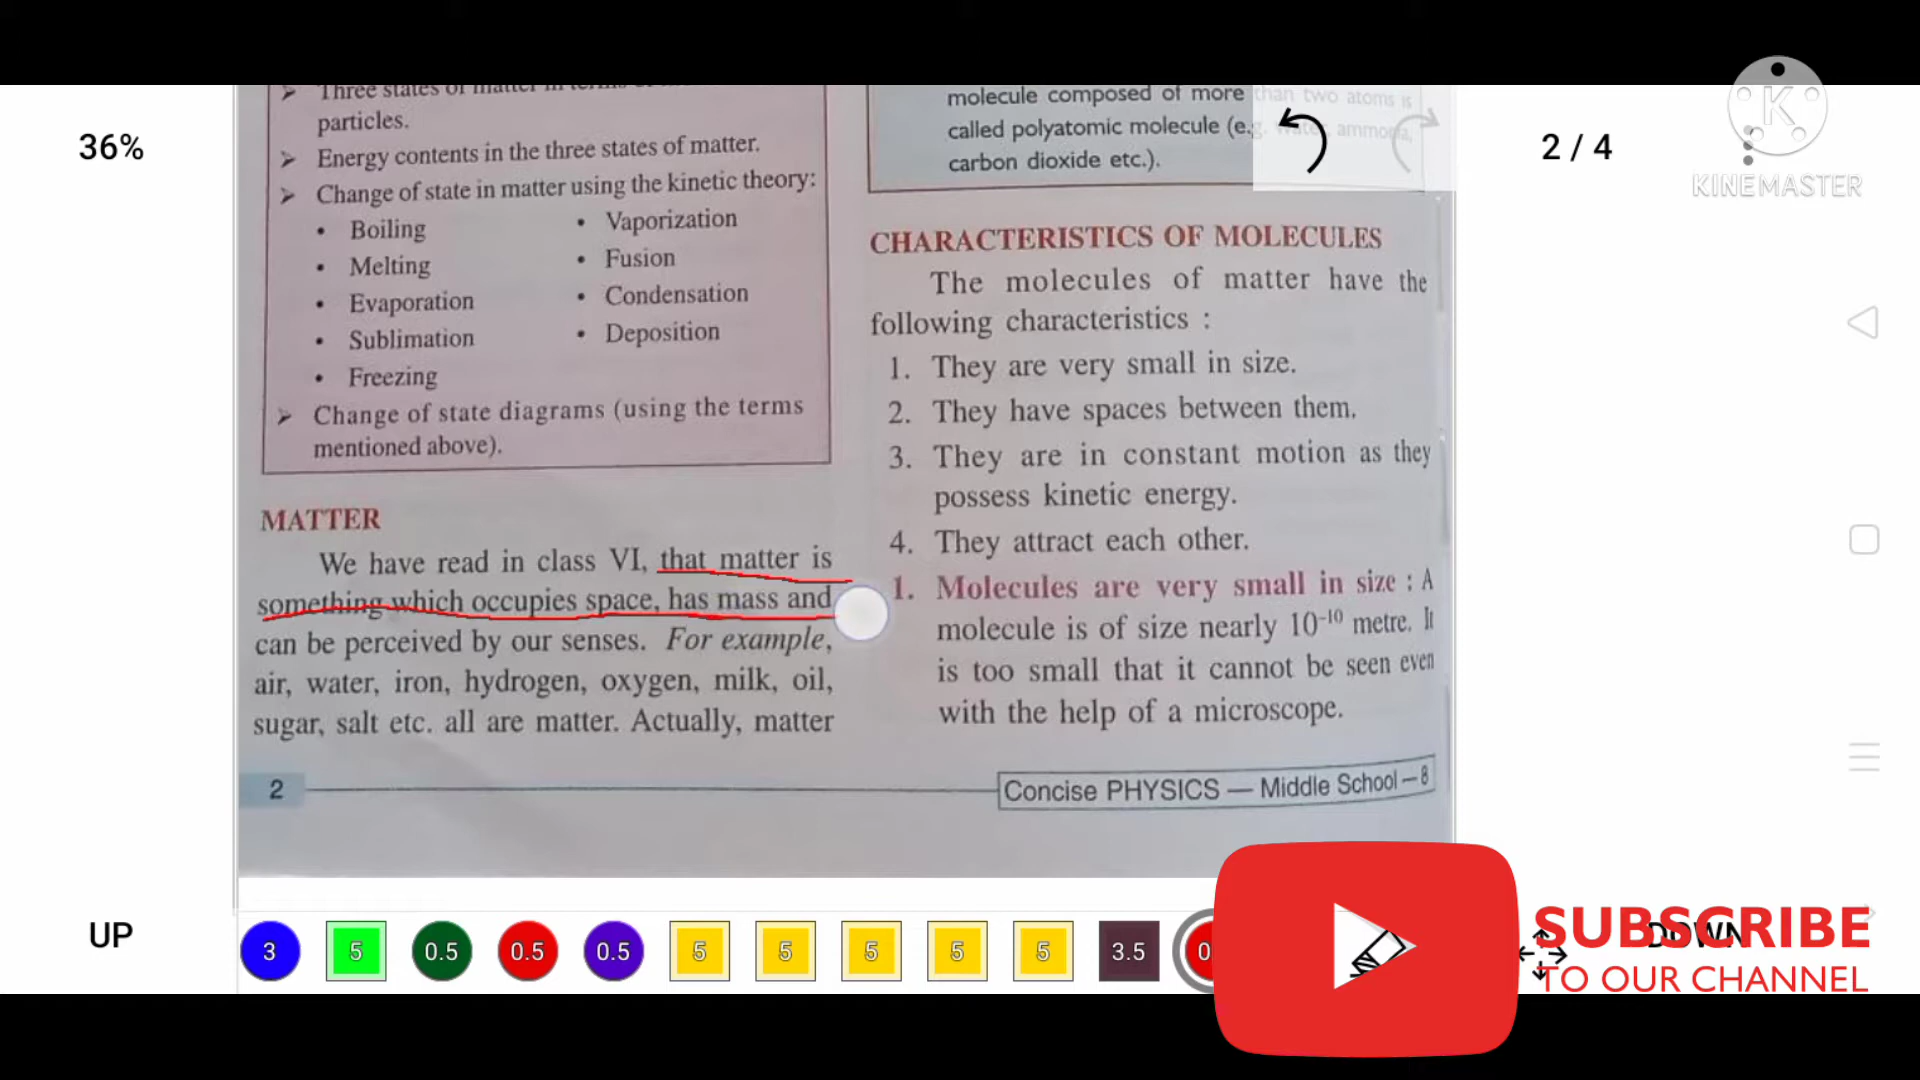 36%
2 / 4
KINEMASTER
Three states of matter in terms of
particles.
Energy contents in the three states of matter.
Change of state in matter using the kinetic theory:
• Boiling • Vaporization
• Melting • Fusion
• Evaporation • Condensation
• Sublimation • Deposition
• Freezing
Change of state diagrams (using the terms
mentioned above).
MATTER
We have read in class VI, that matter is
something which occupies space, has mass and
can be perceived by our senses. For example,
air, water, iron, hydrogen, oxygen, milk, oil,
sugar, salt etc. all are matter. Actually, matter
molecule composed of more than two atoms is
called polyatomic molecule (e.g. water, ammonia,
carbon dioxide etc.).
CHARACTERISTICS OF MOLECULES
The molecules of matter have the
following characteristics :
1. They are very small in size.
2. They have spaces between them.
3. They are in constant motion as they
possess kinetic energy.
4. They attract each other.
1. Molecules are very small in size : A
molecule is of size nearly 10⁻¹⁰ metre. It
is too small that it cannot be seen even
with the help of a microscope.
2
Concise PHYSICS — Middle School – 8
UP
3 5 0.5 0.5 0.5 5 5 5 5 5 3.5
DOWN
SUBSCRIBE
TO OUR CHANNEL